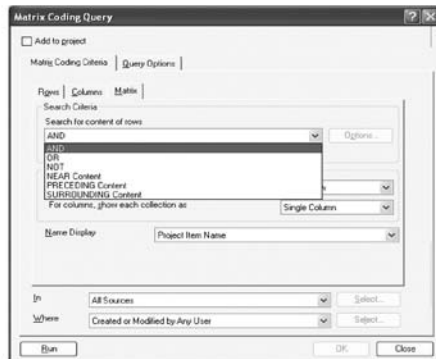 Matrix Coding Query
Add to project
Matrix Coding Criteria Query Options
Rows Columns Matrix
Search Criteria
Search for content of rows
AND Options...
AND
OR
NOT
NEAR Content
PRECEDING Content
SURROUNDING Content
For columns, show each collection as Single Column
Name Display Project Item Name
In All Sources Select...
Where Created or Modified by Any User Select...
Run OK Close